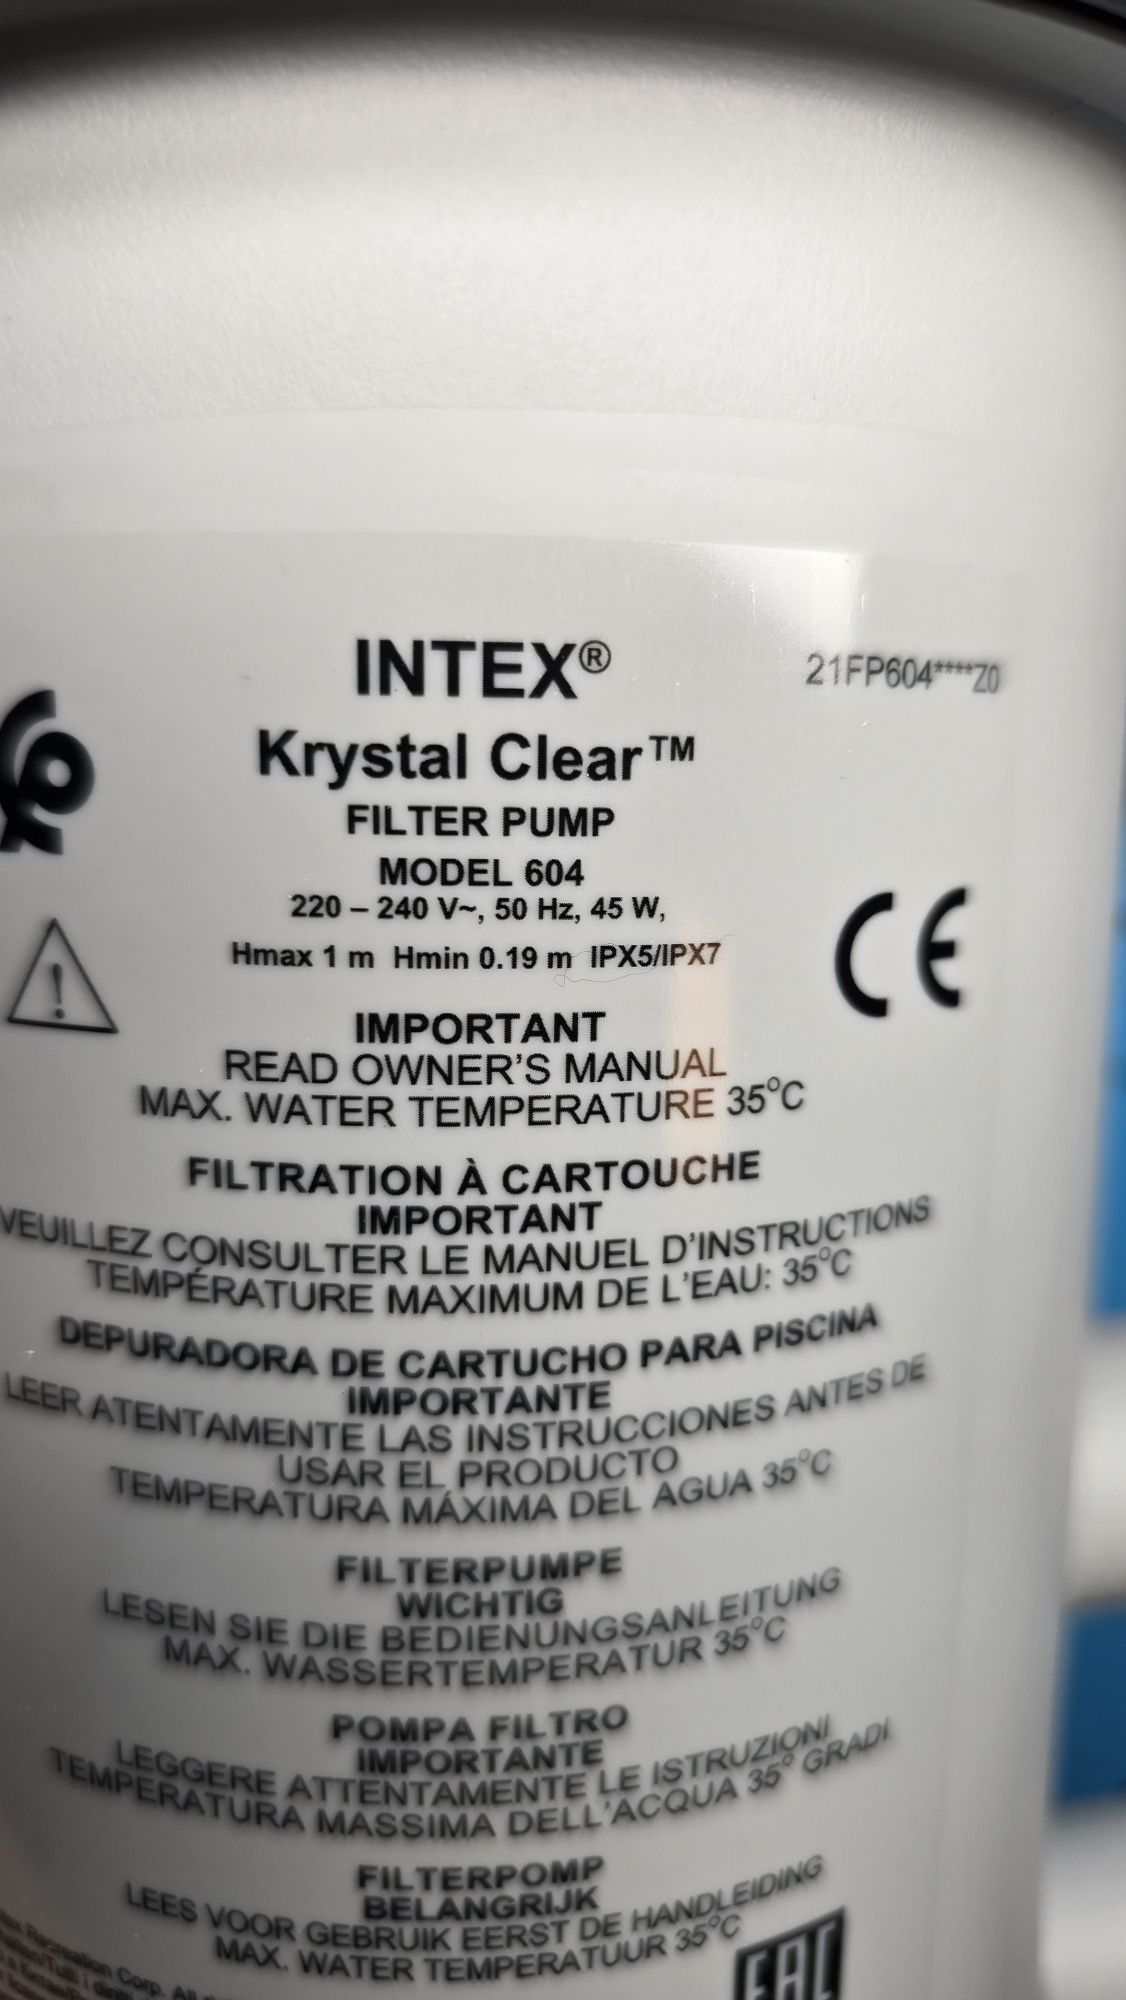 INTEX®
21FP604****Z0
Krystal Clear™
FILTER PUMP
MODEL 604
220 – 240 V~, 50 Hz, 45 W,
Hmax 1 m Hmin 0.19 m IPX5/IPX7
CE
IMPORTANT
READ OWNER'S MANUAL
MAX. WATER TEMPERATURE 35°C
FILTRATION À CARTOUCHE
IMPORTANT
VEUILLEZ CONSULTER LE MANUEL D'INSTRUCTIONS
TEMPÉRATURE MAXIMUM DE L'EAU: 35°C
DEPURADORA DE CARTUCHO PARA PISCINA
IMPORTANTE
LEER ATENTAMENTE LAS INSTRUCCIONES ANTES DE
USAR EL PRODUCTO
TEMPERATURA MÁXIMA DEL AGUA 35°C
FILTERPUMPE
WICHTIG
LESEN SIE DIE BEDIENUNGSANLEITUNG
MAX. WASSERTEMPERATUR 35°C
POMPA FILTRO
IMPORTANTE
LEGGERE ATTENTAMENTE LE ISTRUZIONI
TEMPERATURA MASSIMA DELL'ACQUA 35° GRADI
FILTERPOMP
BELANGRIJK
LEES VOOR GEBRUIK EERST DE HANDLEIDING
MAX. WATER TEMPERATUUR 35°C
Recreation Corp. All
EAC